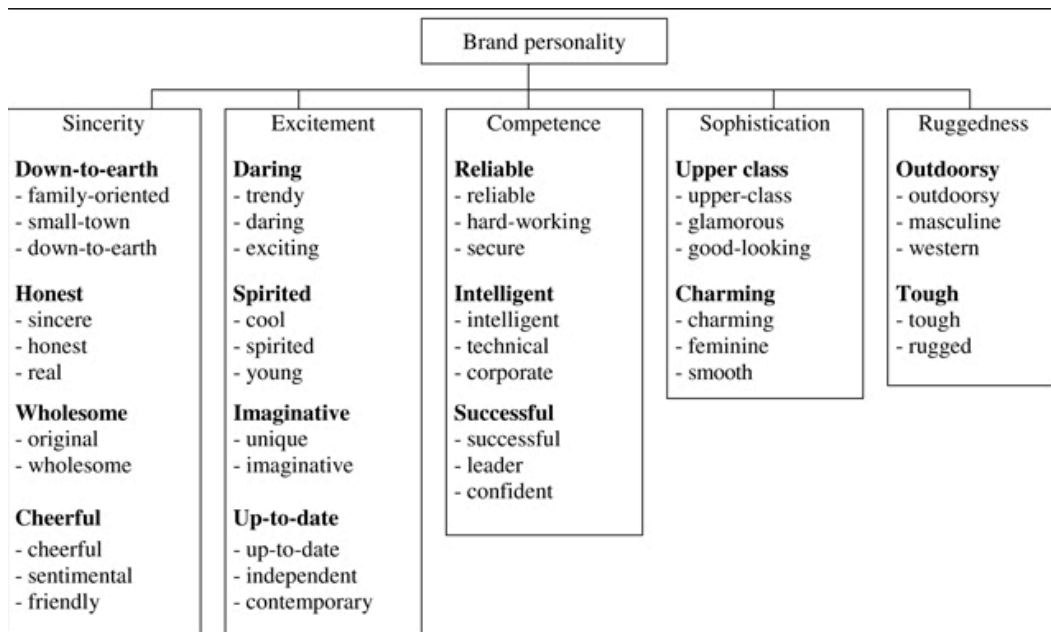 Brand personality
Sincerity
Down-to-earth
- family-oriented
- small-town
- down-to-earth
Honest
- sincere
- honest
- real
Wholesome
- original
- wholesome
Cheerful
- cheerful
- sentimental
- friendly
Excitement
Daring
- trendy
- daring
- exciting
Spirited
- cool
- spirited
- young
Imaginative
- unique
- imaginative
Up-to-date
- up-to-date
- independent
- contemporary
Competence
Reliable
- reliable
- hard-working
- secure
Intelligent
- intelligent
- technical
- corporate
Successful
- successful
- leader
- confident
Sophistication
Upper class
- upper-class
- glamorous
- good-looking
Charming
- charming
- feminine
- smooth
Ruggedness
Outdoorsy
- outdoorsy
- masculine
- western
Tough
- tough
- rugged